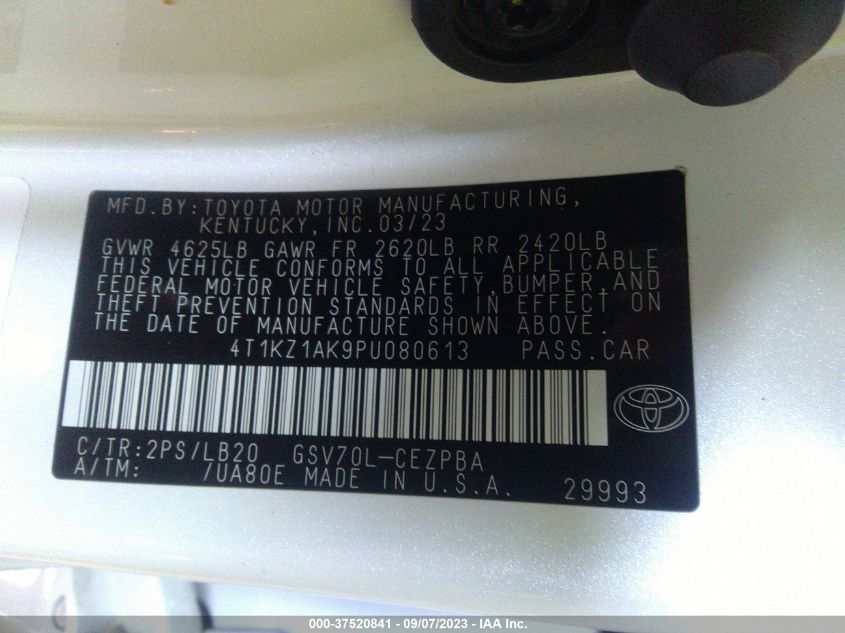 MFD.BY:TOYOTA MOTOR MANUFACTURING,
KENTUCKY,INC.03/23
GVWR 4625LB GAWR FR 2620LB RR 2420LB
THIS VEHICLE CONFORMS TO ALL APPLICABLE
FEDERAL MOTOR VEHICLE SAFETY,BUMPER,AND
THEFT PREVENTION STANDARDS IN EFFECT ON
THE DATE OF MANUFACTURE SHOWN ABOVE.
4T1KZ1AK9PU080613 PASS.CAR
C/TR:2PS/LB20 GSV70L-CEZPBA
A/TM: /UA80E MADE IN U.S.A. 29993
000-37520841 - 09/07/2023 - IAA Inc.